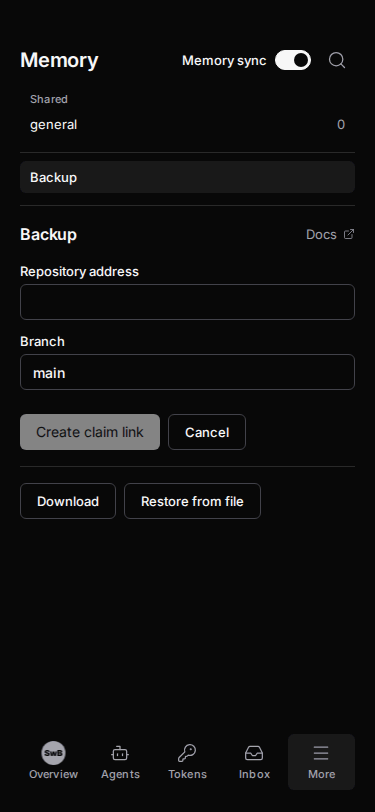 Memory
Memory sync
Shared
general 0
Backup
Backup
Docs
Repository address
Branch
main
Create claim link
Cancel
Download
Restore from file
SwB
Overview
Agents
Tokens
Inbox
More